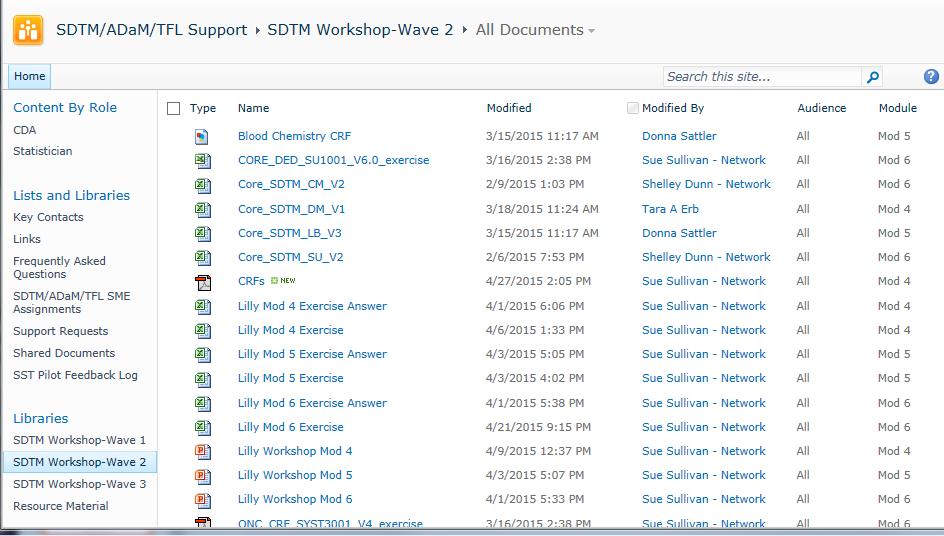 SDTM/ADaM/TFL Support ▸ SDTM Workshop-Wave 2 ▸ All Documents
Home
Search this site...
Content By Role
CDA
Statistician
Lists and Libraries
Key Contacts
Links
Frequently Asked
Questions
SDTM/ADaM/TFL SME
Assignments
Support Requests
Shared Documents
SST Pilot Feedback Log
Libraries
SDTM Workshop-Wave 1
SDTM Workshop-Wave 2
SDTM Workshop-Wave 3
Resource Material
Type Name Modified Modified By Audience Module
Blood Chemistry CRF 3/15/2015 11:17 AM Donna Sattler All Mod 5
CORE_DED_SU1001_V6.0_exercise 3/16/2015 2:38 PM Sue Sullivan - Network All Mod 6
Core_SDTM_CM_V2 2/9/2015 1:03 PM Shelley Dunn - Network All Mod 6
Core_SDTM_DM_V1 3/18/2015 11:24 AM Tara A Erb All Mod 4
Core_SDTM_LB_V3 3/15/2015 11:17 AM Donna Sattler All Mod 5
Core_SDTM_SU_V2 2/6/2015 7:53 PM Shelley Dunn - Network All Mod 6
CRFs NEW 4/27/2015 2:05 PM Sue Sullivan - Network All Mod 4
Lilly Mod 4 Exercise Answer 4/1/2015 6:06 PM Sue Sullivan - Network All Mod 4
Lilly Mod 4 Exercise 4/6/2015 1:33 PM Sue Sullivan - Network All Mod 4
Lilly Mod 5 Exercise Answer 4/3/2015 5:05 PM Sue Sullivan - Network All Mod 5
Lilly Mod 5 Exercise 4/3/2015 4:02 PM Sue Sullivan - Network All Mod 5
Lilly Mod 6 Exercise Answer 4/1/2015 5:38 PM Sue Sullivan - Network All Mod 6
Lilly Mod 6 Exercise 4/21/2015 9:15 PM Sue Sullivan - Network All Mod 6
Lilly Workshop Mod 4 4/9/2015 12:37 PM Sue Sullivan - Network All Mod 4
Lilly Workshop Mod 5 4/3/2015 5:07 PM Sue Sullivan - Network All Mod 5
Lilly Workshop Mod 6 4/1/2015 5:33 PM Sue Sullivan - Network All Mod 6
ONC_CRF_SYST3001_V4_exercise 3/16/2015 2:38 PM Sue Sullivan - Network All Mod 6